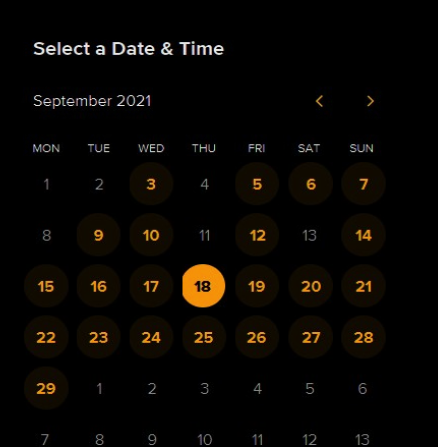 Select a Date & Time
September 2021
MON TUE WED THU FRI SAT SUN
1 2 3 4 5 6 7
8 9 10 11 12 13 14
15 16 17 18 19 20 21
22 23 24 25 26 27 28
29 1 2 3 4 5 6
7 8 9 10 11 12 13